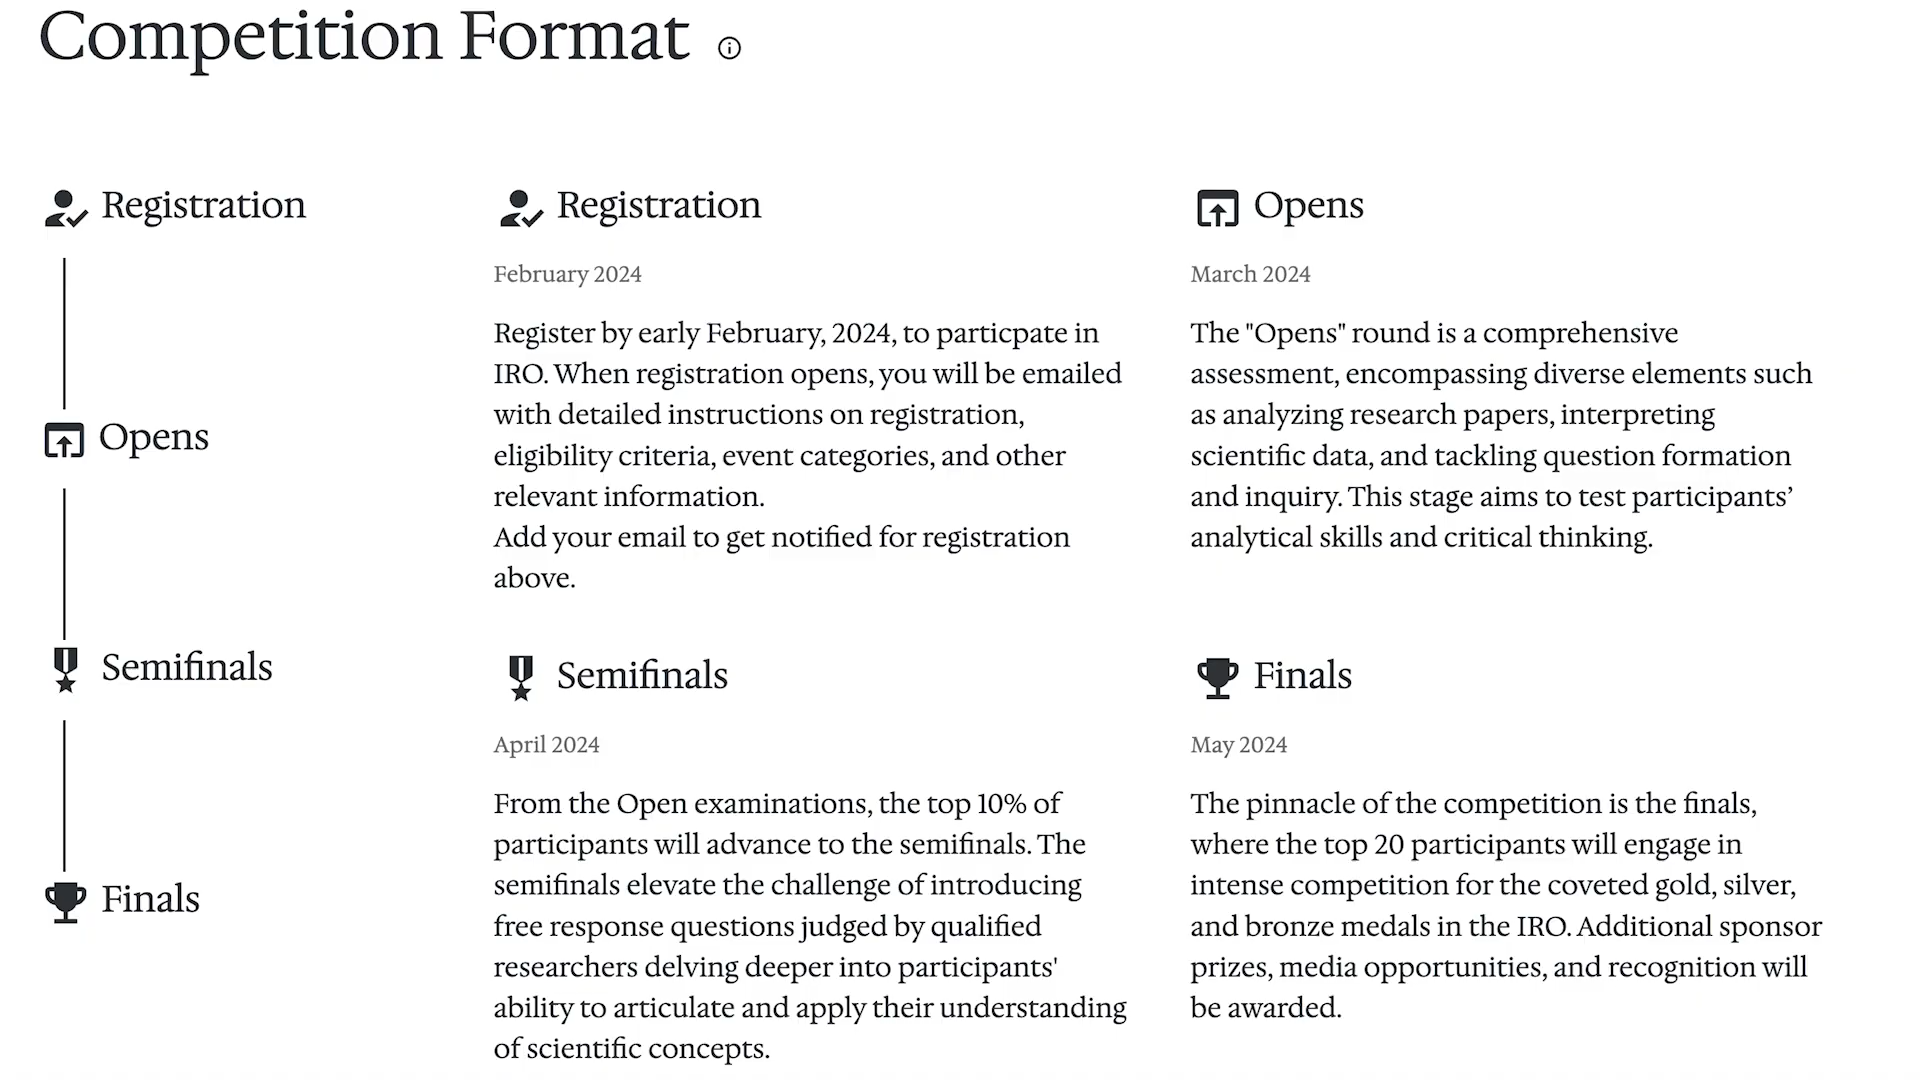 Competition Format
Registration
Opens
Semifinals
Finals
Registration
February 2024
Register by early February, 2024, to particpate in
IRO. When registration opens, you will be emailed
with detailed instructions on registration,
eligibility criteria, event categories, and other
relevant information.
Add your email to get notified for registration
above.
Opens
March 2024
The "Opens" round is a comprehensive
assessment, encompassing diverse elements such
as analyzing research papers, interpreting
scientific data, and tackling question formation
and inquiry. This stage aims to test participants’
analytical skills and critical thinking.
Semifinals
April 2024
From the Open examinations, the top 10% of
participants will advance to the semifinals. The
semifinals elevate the challenge of introducing
free response questions judged by qualified
researchers delving deeper into participants'
ability to articulate and apply their understanding
of scientific concepts.
Finals
May 2024
The pinnacle of the competition is the finals,
where the top 20 participants will engage in
intense competition for the coveted gold, silver,
and bronze medals in the IRO. Additional sponsor
prizes, media opportunities, and recognition will
be awarded.